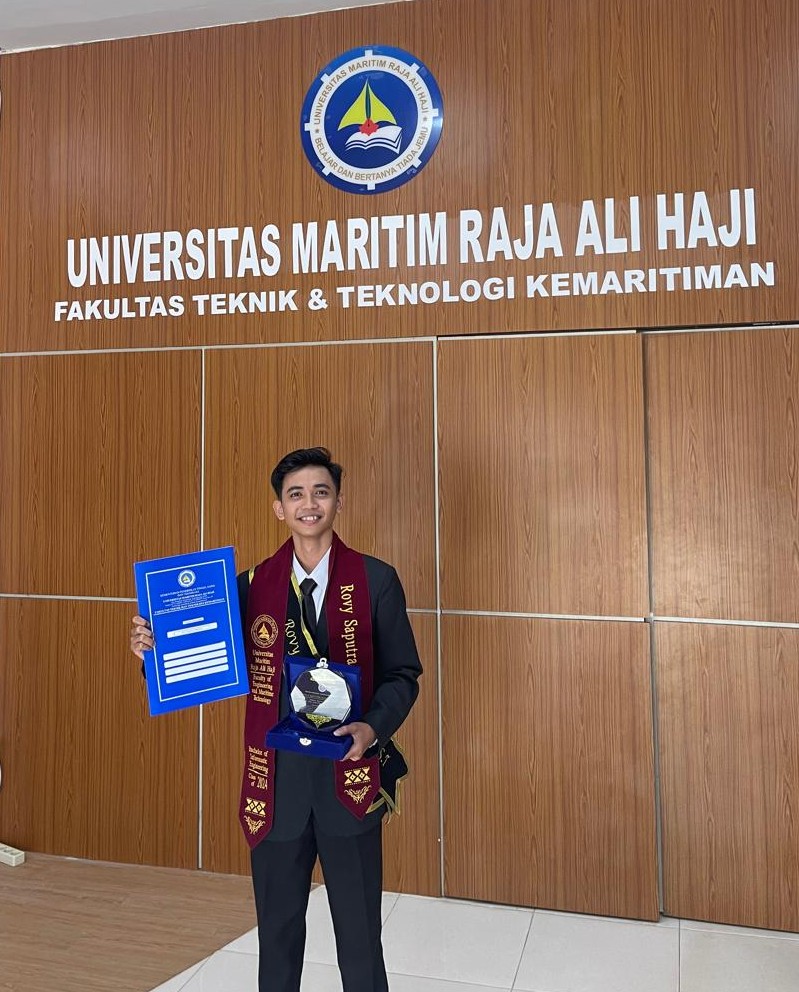 UNIVERSITAS MARITIM RAJA ALI HAJI
BELAJAR DAN BERTANYA TIADA JEMU
UNIVERSITAS MARITIM RAJA ALI HAJI
FAKULTAS TEKNIK & TEKNOLOGI KEMARITIMAN
Rovy Saputra
Rovy
Universitas
Maritim
Raja Ali Haji
Faculty of
Engineering
and Maritime
Technology
Bachelor of
Informatic
Engineering
Class
of 2024